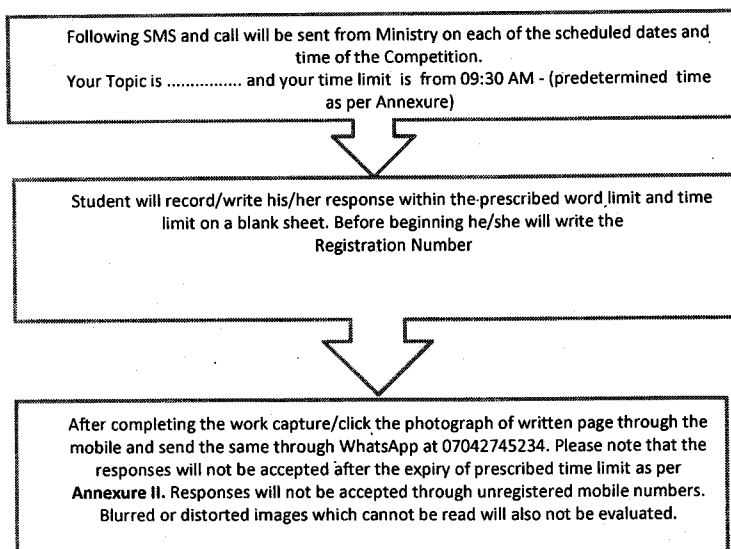 Following SMS and call will be sent from Ministry on each of the scheduled dates and
time of the Competition.
Your Topic is ................ and your time limit is from 09:30 AM - (predetermined time
as per Annexure)
Student will record/write his/her response within the prescribed word limit and time
limit on a blank sheet. Before beginning he/she will write the
Registration Number
After completing the work capture/click the photograph of written page through the
mobile and send the same through WhatsApp at 07042745234. Please note that the
responses will not be accepted after the expiry of prescribed time limit as per
Annexure II. Responses will not be accepted through unregistered mobile numbers.
Blurred or distorted images which cannot be read will also not be evaluated.